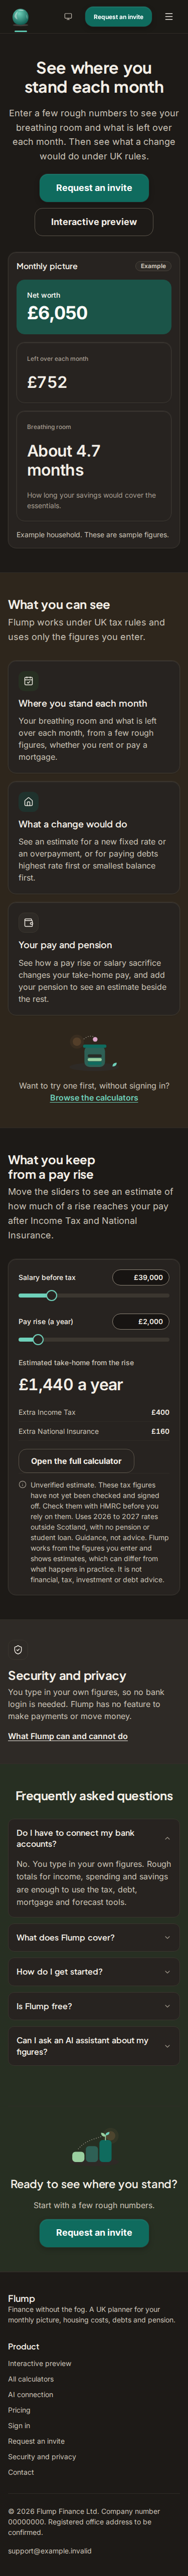 Request an invite
See where you
stand each month
Enter a few rough numbers to see your
breathing room and what is left over
each month. Then see what a change
would do under UK rules.
Request an invite
Interactive preview
Monthly picture
Example
Net worth
£6,050
Left over each month
£752
Breathing room
About 4.7
months
How long your savings would cover the
essentials.
Example household. These are sample figures.
What you can see
Flump works under UK tax rules and
uses only the figures you enter.
Where you stand each month
Your breathing room and what is left
over each month, from a few rough
figures, whether you rent or pay a
mortgage.
What a change would do
See an estimate for a new fixed rate or
an overpayment, or for paying debts
highest rate first or smallest balance
first.
Your pay and pension
See how a pay rise or salary sacrifice
changes your take-home pay, and add
your pension to see an estimate beside
the rest.
Want to try one first, without signing in?
Browse the calculators
What you keep
from a pay rise
Move the sliders to see an estimate of
how much of a rise reaches your pay
after Income Tax and National
Insurance.
Salary before tax
£39,000
Pay rise (a year)
£2,000
Estimated take-home from the rise
£1,440 a year
Extra Income Tax
£400
Extra National Insurance
£160
Open the full calculator
Unverified estimate. These tax figures
have not yet been checked and signed
off. Check them with HMRC before you
rely on them. Uses 2026 to 2027 rates
outside Scotland, with no pension or
student loan. Guidance, not advice. Flump
works from the figures you enter and
shows estimates, which can differ from
what happens in practice. It is not
financial, tax, investment or debt advice.
Security and privacy
You type in your own figures, so no bank
login is needed. Flump has no feature to
make payments or move money.
What Flump can and cannot do
Frequently asked questions
Do I have to connect my bank
accounts?
No. You type in your own figures. Rough
totals for income, spending and savings
are enough to use the tax, debt,
mortgage and forecast tools.
What does Flump cover?
How do I get started?
Is Flump free?
Can I ask an AI assistant about my
figures?
Ready to see where you stand?
Start with a few rough numbers.
Request an invite
Flump
Finance without the fog. A UK planner for your
monthly picture, housing costs, debts and pension.
Product
Interactive preview
All calculators
AI connection
Pricing
Sign in
Request an invite
Security and privacy
Contact
© 2026 Flump Finance Ltd. Company number
00000000. Registered office address to be
confirmed.
support@example.invalid